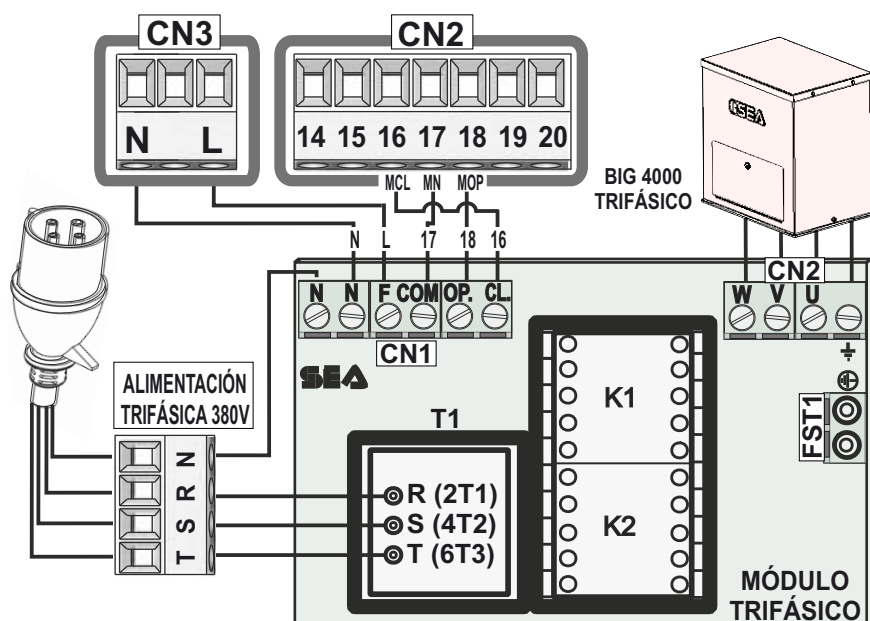 CN3
CN2
N L
14 15 16 17 18 19 20
MCL MN MOP
SEA
BIG 4000
TRIFÁSICO
N L 17 18 16
CN2
N N F COM OP. CL.
W V U
CN1
SEA
ALIMENTACIÓN
TRIFÁSICA 380V
T1
K1
FST1
N
R
S
T
R (2T1)
S (4T2)
T (6T3)
K2
MÓDULO
TRIFÁSICO